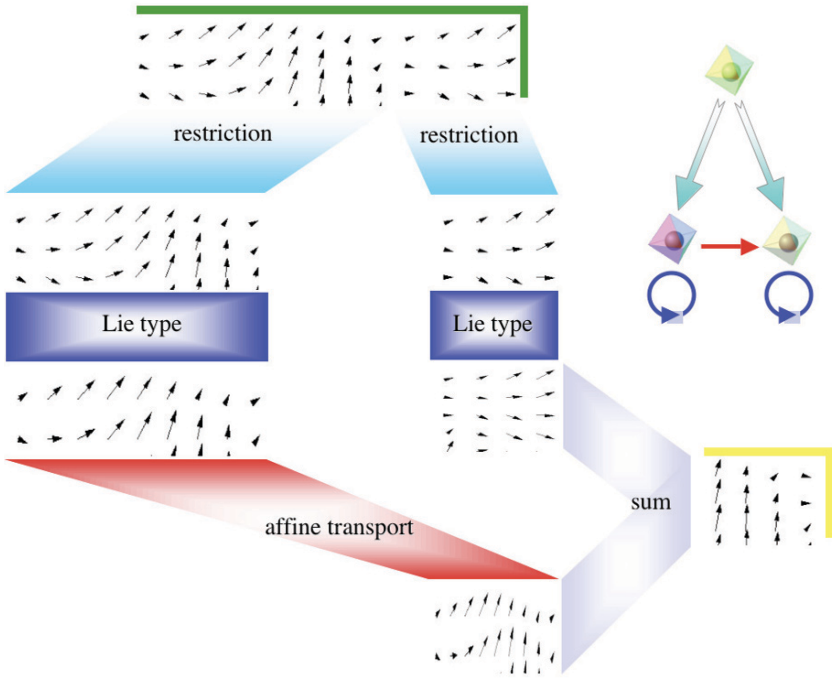 restriction
restriction
Lie type
Lie type
sum
affine transport